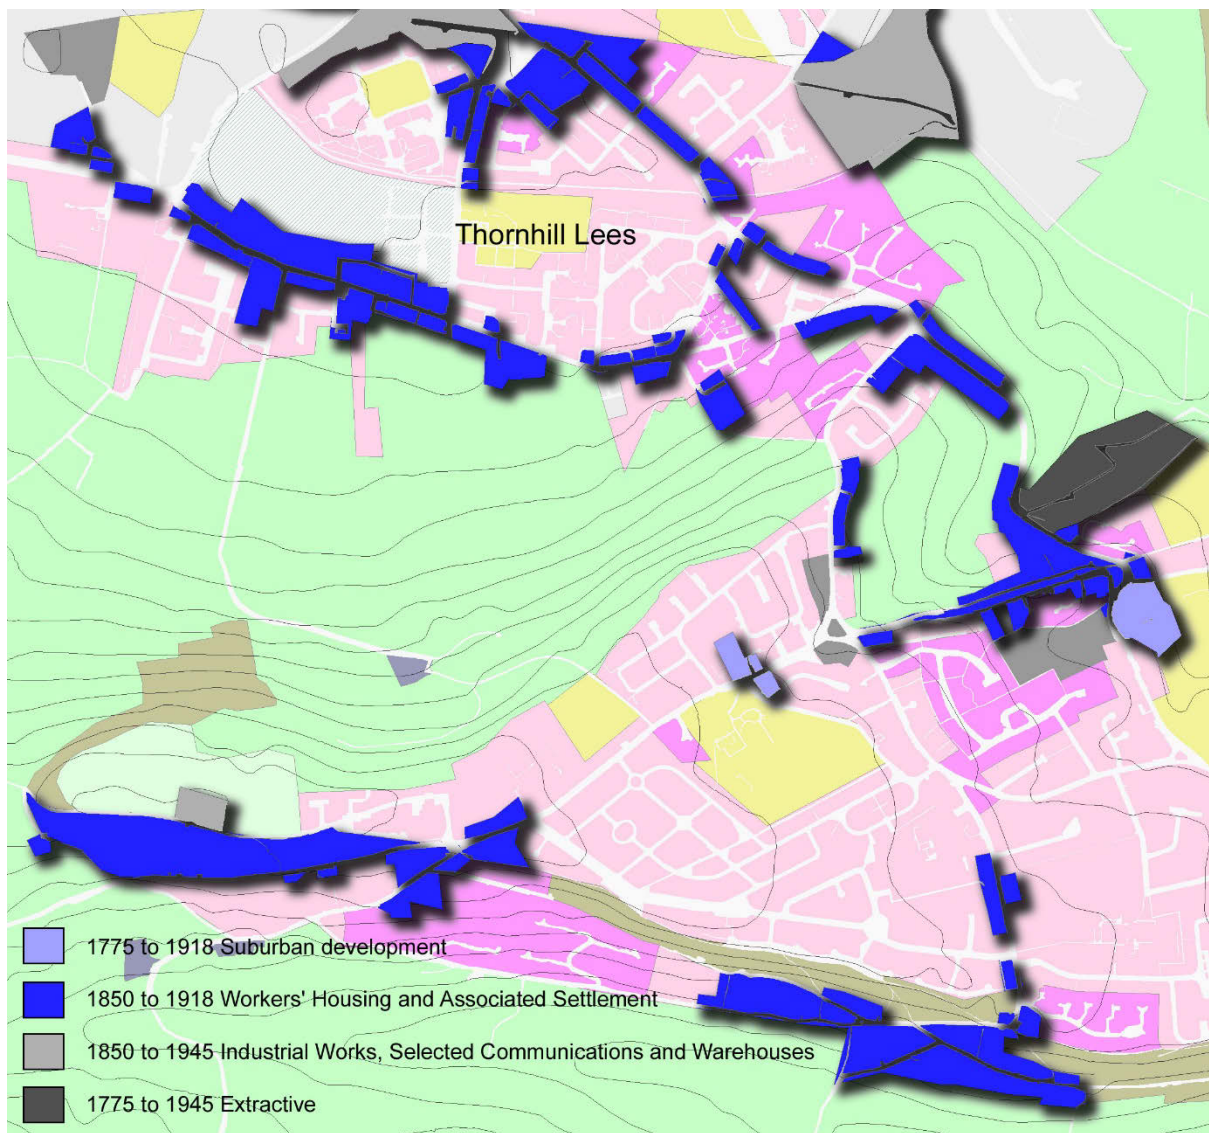 Thornhill Lees
1775 to 1918 Suburban development
1850 to 1918 Workers' Housing and Associated Settlement
1850 to 1945 Industrial Works, Selected Communications and Warehouses
1775 to 1945 Extractive